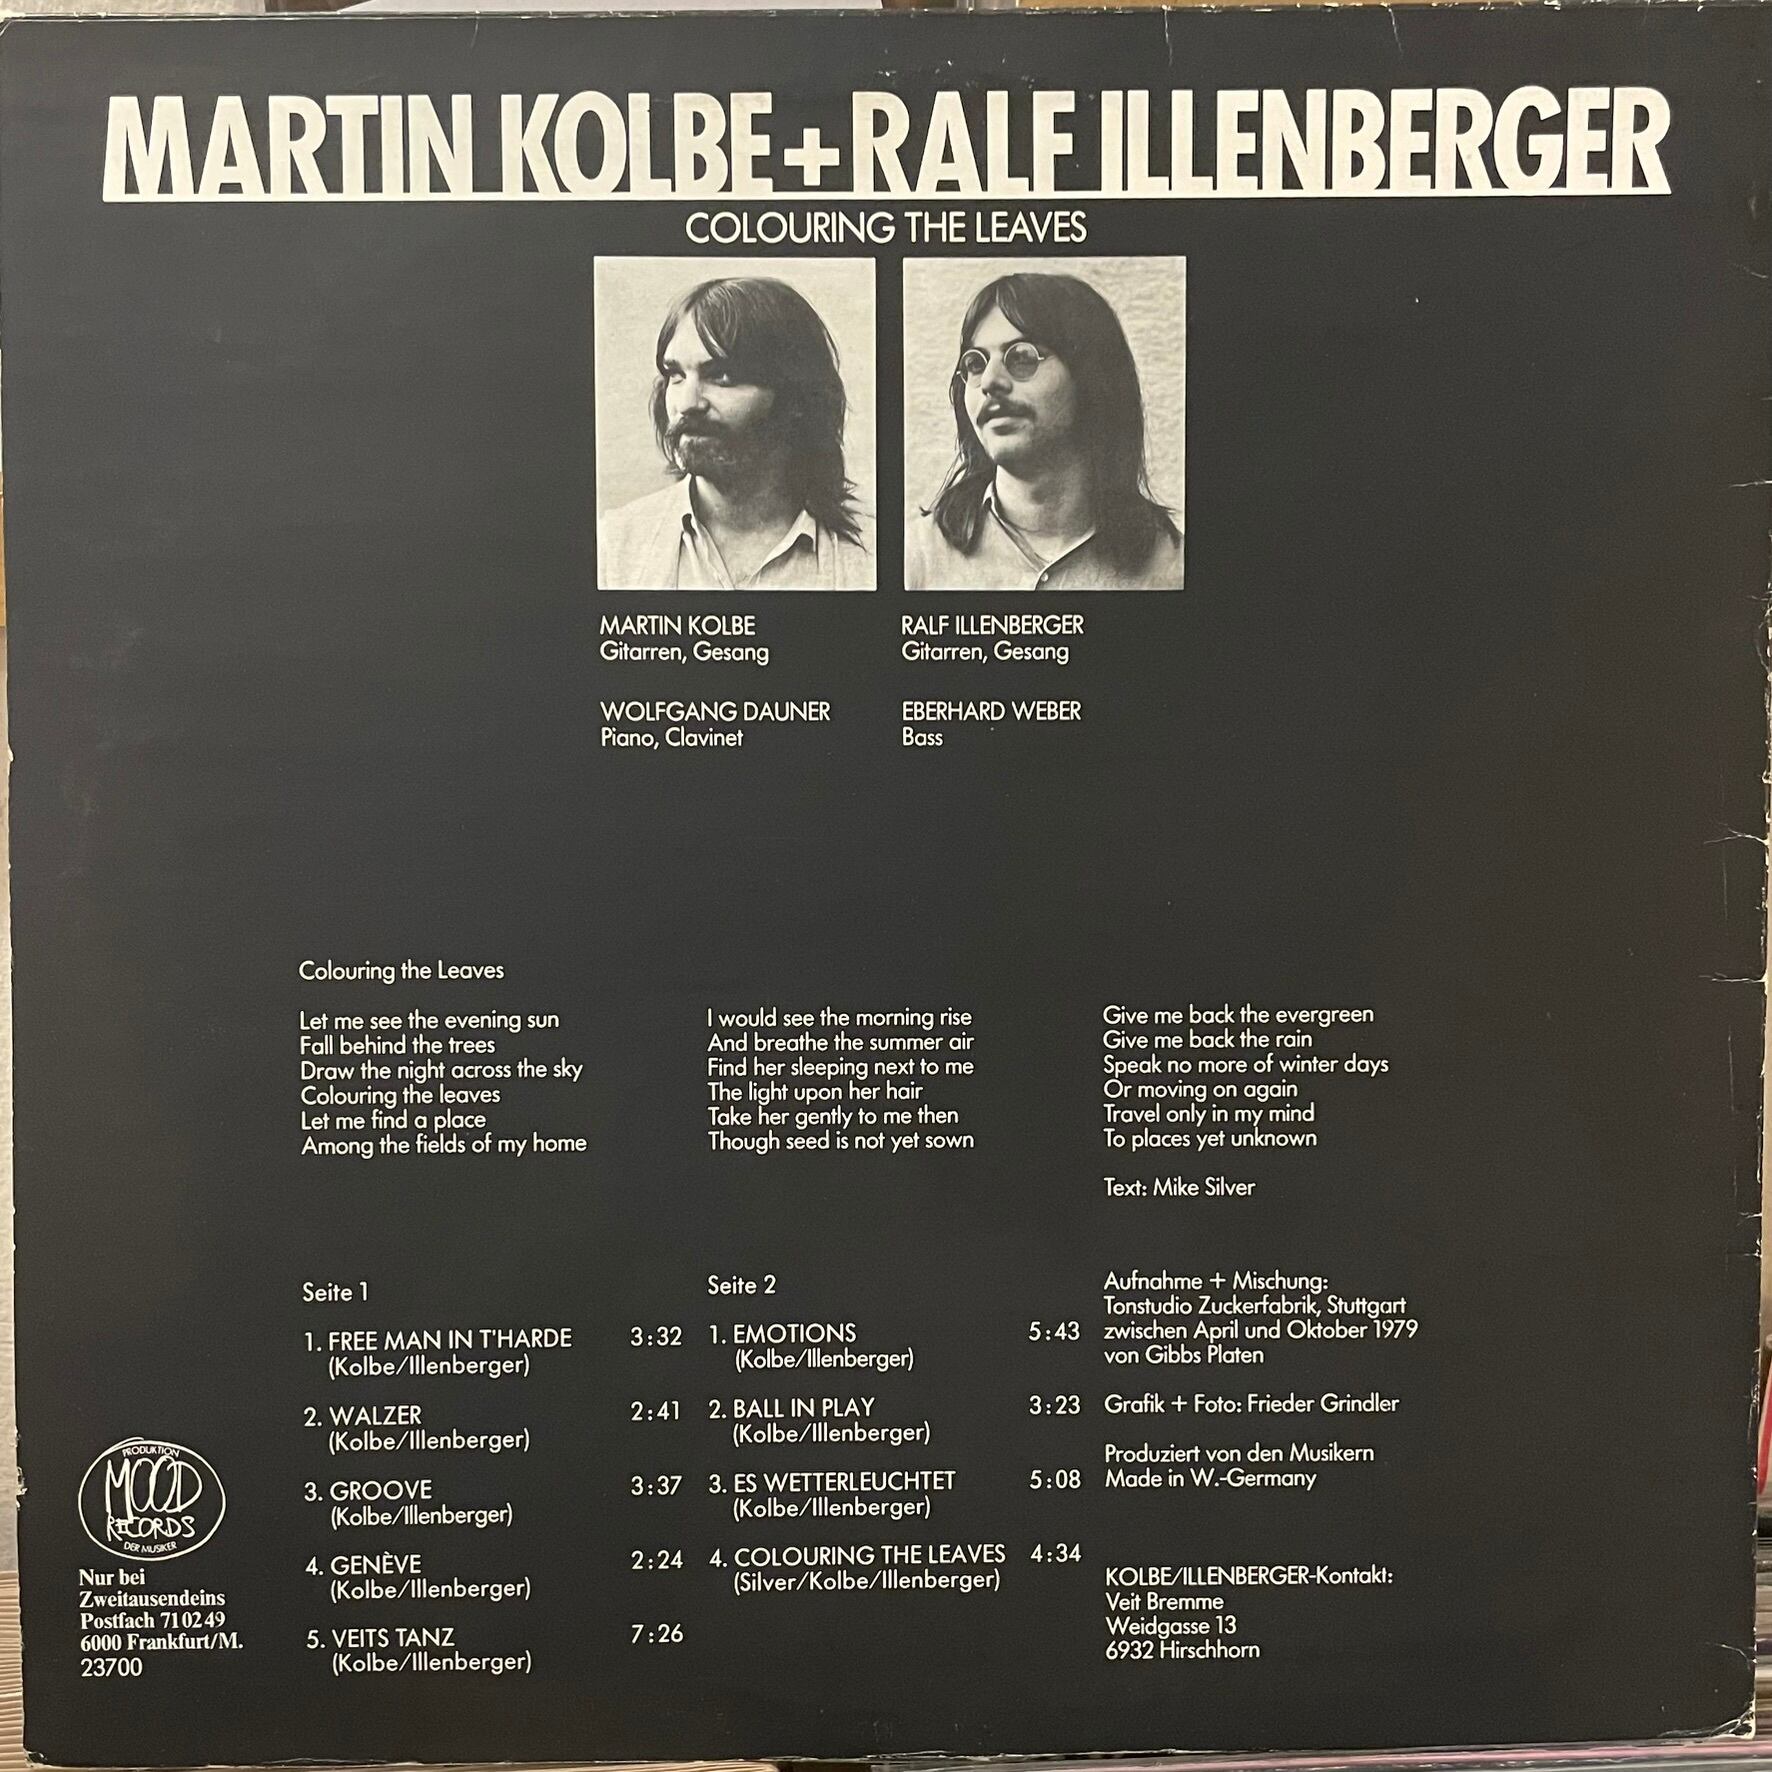 MARTIN KOLBE+RALF ILLENBERGER
COLOURING THE LEAVES
MARTIN KOLBE
Gitarren, Gesang
RALF ILLENBERGER
Gitarren, Gesang
WOLFGANG DAUNER
Piano, Clavinet
EBERHARD WEBER
Bass
Colouring the Leaves
Let me see the evening sun
Fall behind the trees
Draw the night across the sky
Colouring the leaves
Let me find a place
Among the fields of my home
I would see the morning rise
And breathe the summer air
Find her sleeping next to me
The light upon her hair
Take her gently to me then
Though seed is not yet sown
Give me back the evergreen
Give me back the rain
Speak no more of winter days
Or moving on again
Travel only in my mind
To places yet unknown
Text: Mike Silver
Seite 1
1. FREE MAN IN T'HARDE 3:32
(Kolbe/Illenberger)
2. WALZER 2:41
(Kolbe/Illenberger)
3. GROOVE 3:37
(Kolbe/Illenberger)
4. GENÈVE 2:24
(Kolbe/Illenberger)
5. VEITS TANZ 7:26
(Kolbe/Illenberger)
Seite 2
1. EMOTIONS 5:43
(Kolbe/Illenberger)
2. BALL IN PLAY 3:23
(Kolbe/Illenberger)
3. ES WETTERLEUCHTET 5:08
(Kolbe/Illenberger)
4. COLOURING THE LEAVES 4:34
(Silver/Kolbe/Illenberger)
Aufnahme + Mischung:
Tonstudio Zuckerfabrik, Stuttgart
zwischen April und Oktober 1979
von Gibbs Platen
Grafik + Foto: Frieder Grindler
Produziert von den Musikern
Made in W.-Germany
KOLBE/ILLENBERGER-Kontakt:
Veit Bremme
Weidgasse 13
6932 Hirschhorn
PRODUKTION
MOOD
RECORDS
DER MUSIKER
Nur bei
Zweitausendeins
Postfach 710249
6000 Frankfurt/M.
23700